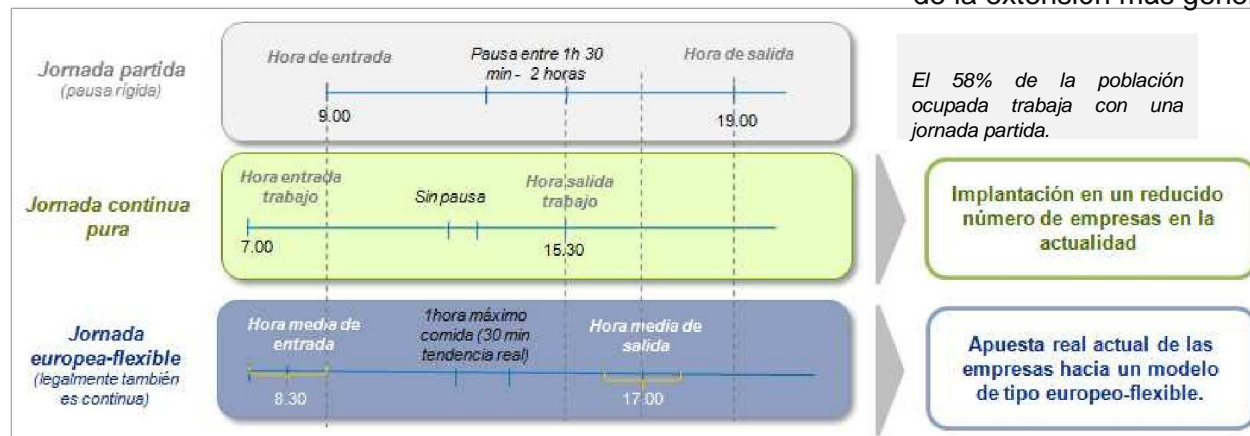 de la extensión más gener
Jornada partida
(pausa rígida)
Hora de entrada
Pausa entre 1h 30
min - 2 horas
Hora de salida
9.00
19.00
El 58% de la población
ocupada trabaja con una
jornada partida.
Jornada continua
pura
Hora entrada
trabajo
Sin pausa
Hora salida
trabajo
7.00
15.30
Implantación en un reducido
número de empresas en la
actualidad
Jornada
europea-flexible
(legalmente también
es continua)
Hora media de
entrada
1hora máximo
comida (30 min
tendencia real)
Hora media de
salida
8.30
17:00
Apuesta real actual de las
empresas hacia un modelo
de tipo europeo-flexible.